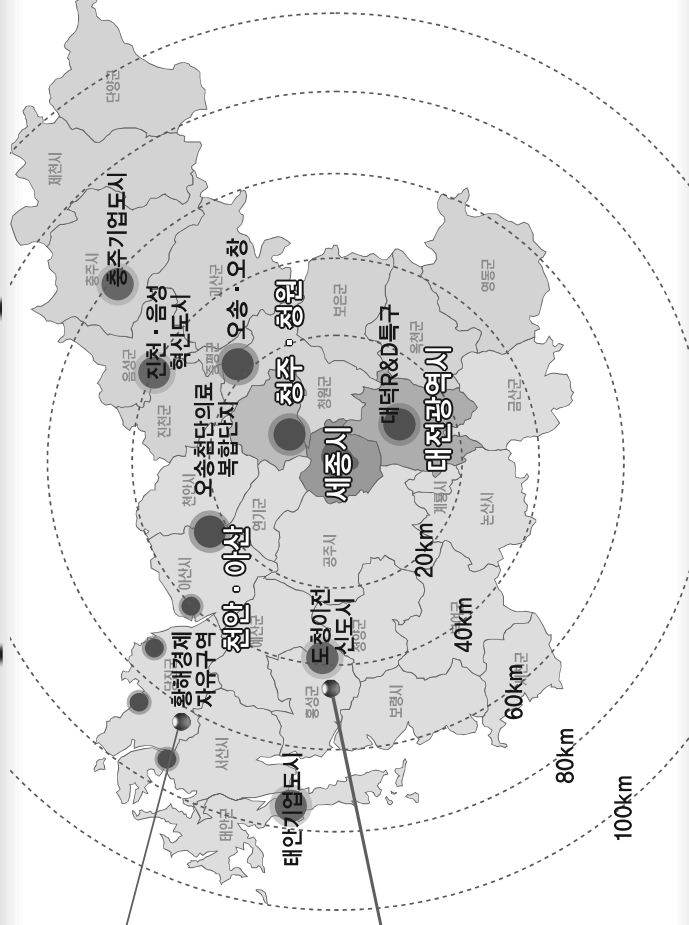 단양군
제천시
충주시
충주기업도시
괴산군
오송 · 오창
음성군
진천 · 음성
혁신도시
증평군
진천군
청주 · 청원
청원군
보은군
옥천군
영동군
대덕R&D특구
대전광역시
금산군
세종시
오송첨단의료
복합단지
천안시
연기군
공주시
계룡시
논산시
아산시
천안 · 아산
예산군
도청이전
신도시
청양군
홍성군
보령시
황해경제
자유구역
서산시
태안군
태안기업도시
20km
40km
60km
80km
100km